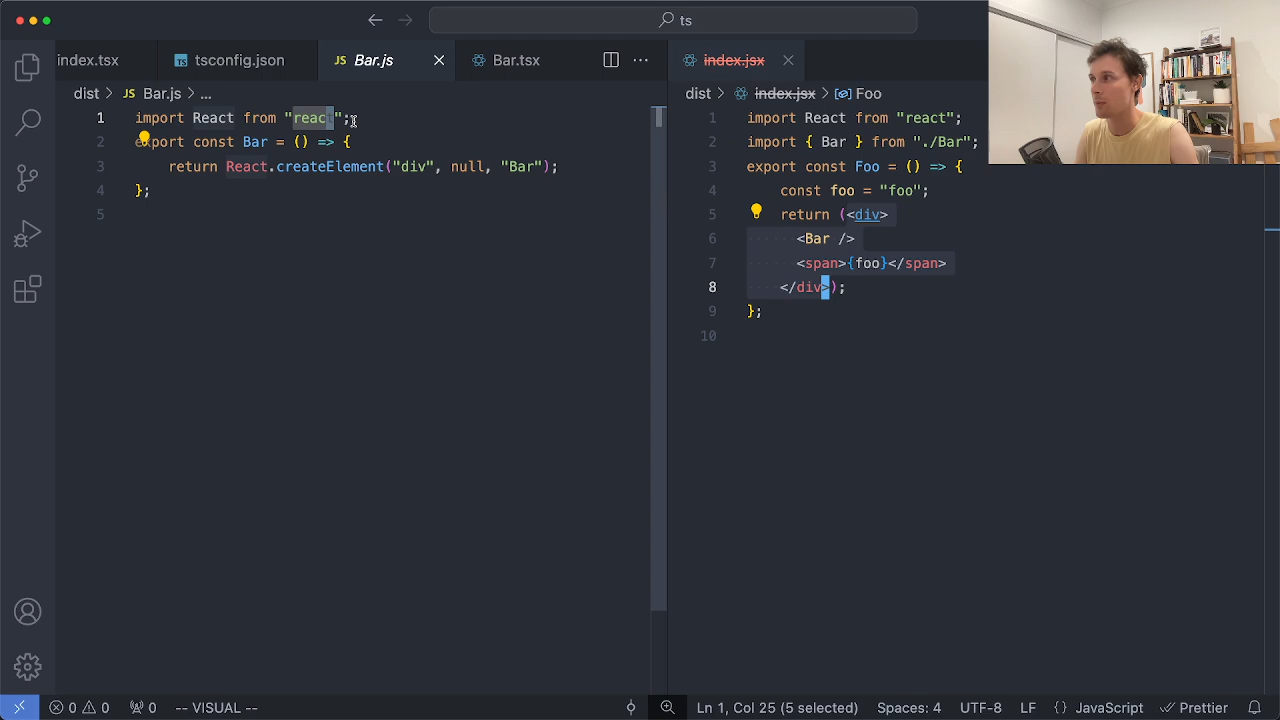 ts
index.tsx
TS tsconfig.json
JS Bar.js
Bar.tsx
index.jsx
dist > JS Bar.js > ...
1 import React from "react";
2 export const Bar = () => {
3 return React.createElement("div", null, "Bar");
4 };
5
dist > index.jsx > Foo
1 import React from "react";
2 import { Bar } from "./Bar";
3 export const Foo = () => {
4 const foo = "foo";
5 return (<div>
6 <Bar />
7 <span>{foo}</span>
8 </div>);
9 };
10
0 0 0 -- VISUAL -- Ln 1, Col 25 (5 selected) Spaces: 4 UTF-8 LF {} JavaScript Prettier